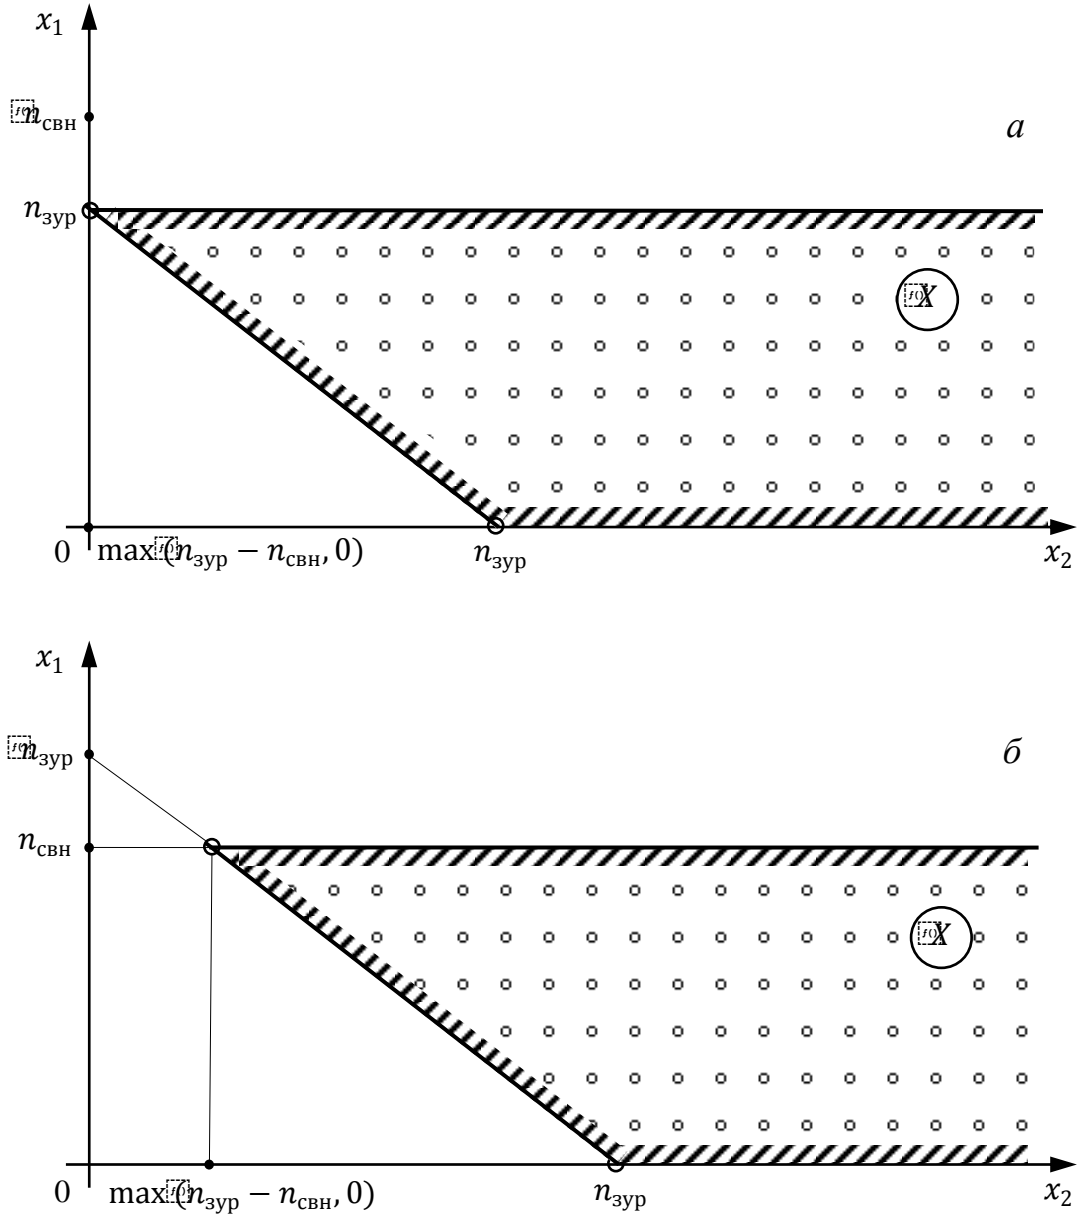 x₁
n_свн
а
n_зур
X
0
max(n_зур − n_свн, 0)
n_зур
x₂
x₁
n_зур
б
n_свн
X
0
max(n_зур − n_свн, 0)
n_зур
x₂